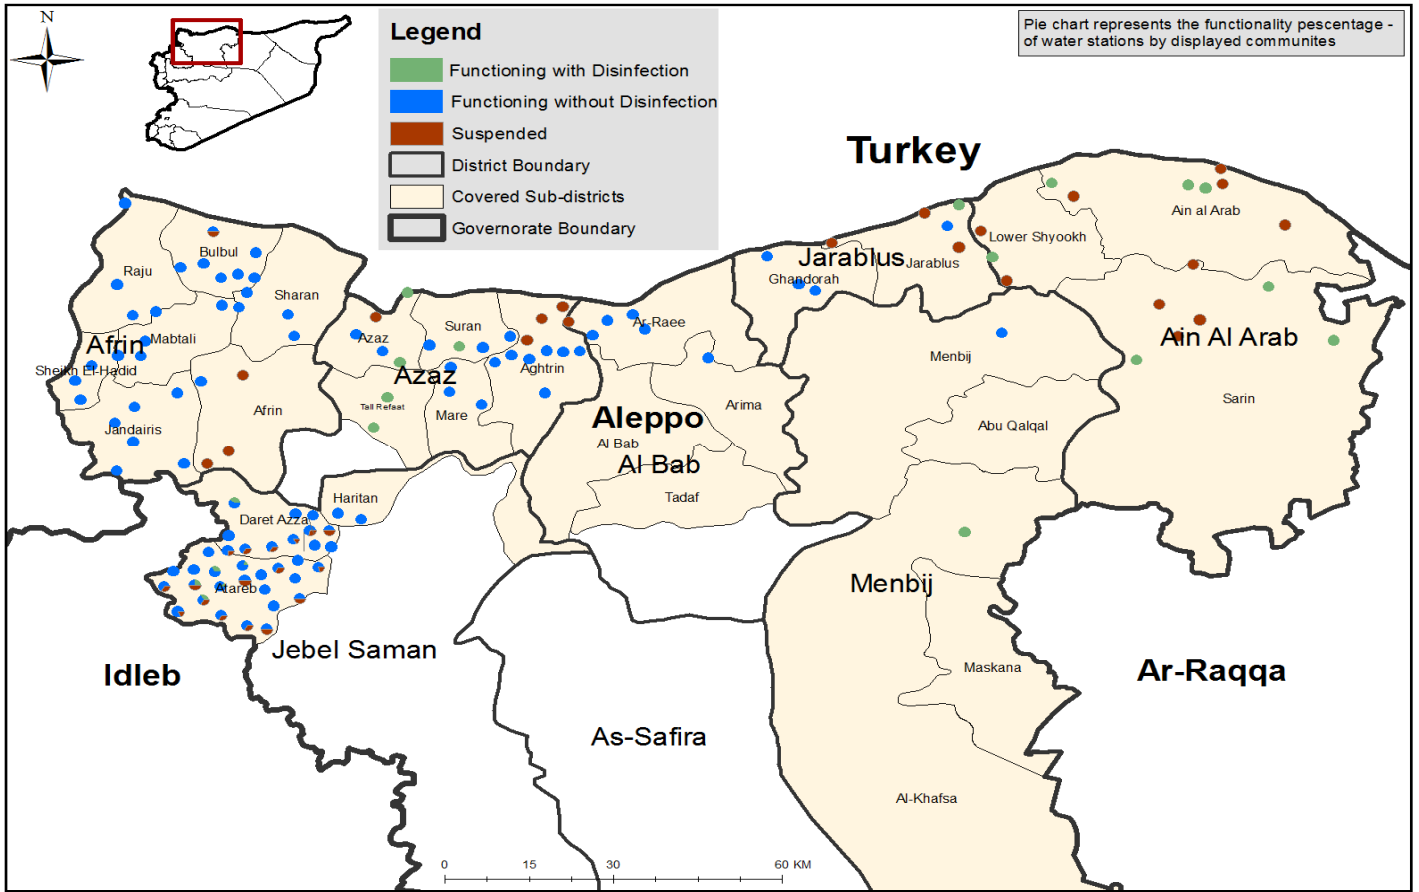 N
Legend
Functioning with Disinfection
Functioning without Disinfection
Suspended
District Boundary
Covered Sub-districts
Governorate Boundary
Pie chart represents the functionality pescentage -
of water stations by displayed communites
Turkey
Ain al Arab
Lower Shyookh
Jarablus
Jarablus
Ghandorah
Bulbul
Raju
Sharan
Mabtali
Afrin
Sheikh El-Hadid
Afrin
Jandairis
Azaz
Suran
Aghtrin
Azaz
Tall Refaat
Mare
Ar-Raee
Arima
Aleppo
Al Bab
Al Bab
Tadaf
Menbij
Abu Qalqal
Ain Al Arab
Sarin
Haritan
Daret Azza
Atareb
Jebel Saman
Idleb
Menbij
Maskana
Ar-Raqqa
As-Safira
Al-Khafsa
0 15 30 60 KM